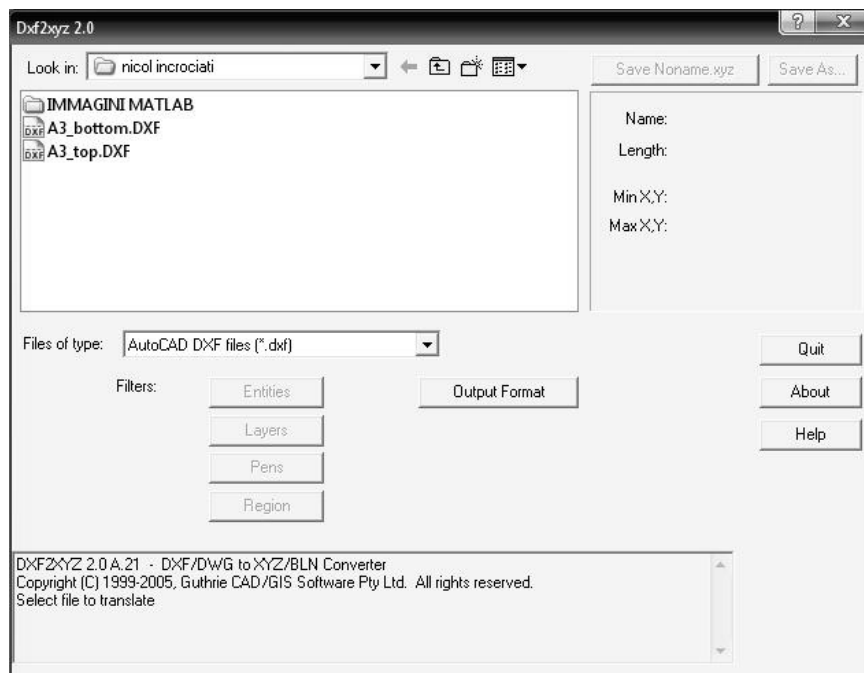 Dxf2xyz 2.0
Look in: nicol incrociati
Save Noname.xyz
Save As...
IMMAGINI MATLAB
DXF A3_bottom.DXF
DXF A3_top.DXF
Name:
Length:
Min X,Y:
Max X,Y:
Files of type: AutoCAD DXF files (*.dxf)
Quit
Filters:
Entities
Output Format
About
Layers
Help
Pens
Region
DXF2XYZ 2.0 A.21 - DXF/DWG to XYZ/BLN Converter
Copyright (C) 1999-2005, Guthrie CAD/GIS Software Pty Ltd. All rights reserved.
Select file to translate